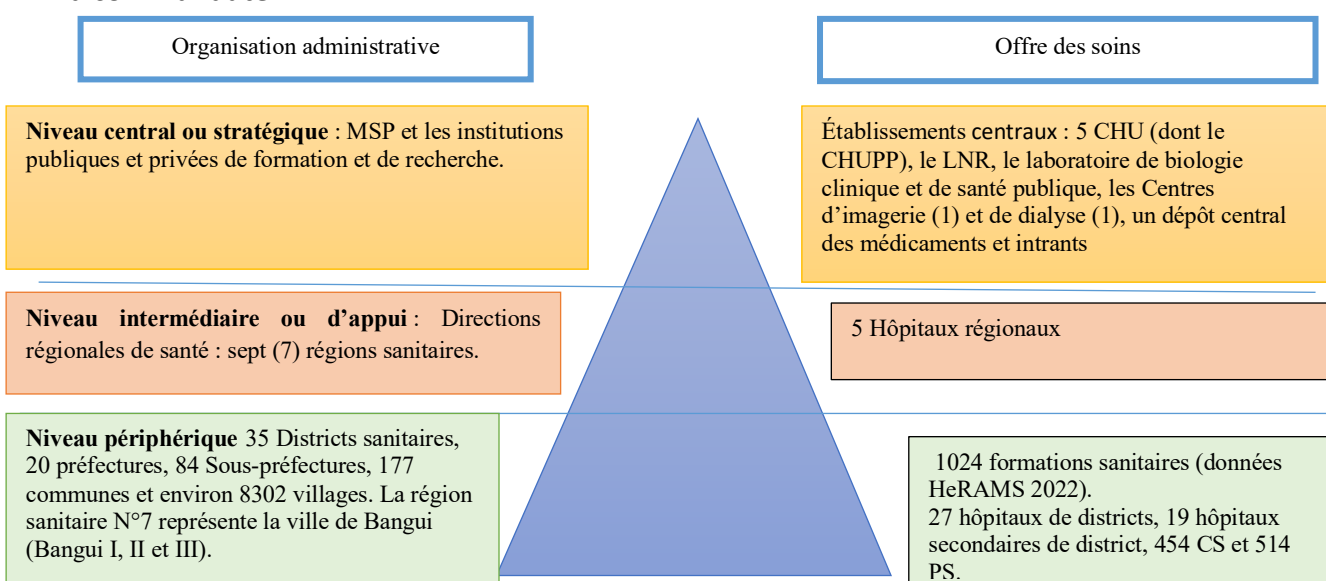 Organisation administrative
Offre des soins
Niveau central ou stratégique : MSP et les institutions
publiques et privées de formation et de recherche.
Établissements centraux : 5 CHU (dont le
CHUPP), le LNR, le laboratoire de biologie
clinique et de santé publique, les Centres
d’imagerie (1) et de dialyse (1), un dépôt central
des médicaments et intrants
Niveau intermédiaire ou d’appui : Directions
régionales de santé : sept (7) régions sanitaires.
5 Hôpitaux régionaux
Niveau périphérique 35 Districts sanitaires,
20 préfectures, 84 Sous-préfectures, 177
communes et environ 8302 villages. La région
sanitaire N°7 représente la ville de Bangui
(Bangui I, II et III).
1024 formations sanitaires (données
HeRAMS 2022).
27 hôpitaux de districts, 19 hôpitaux
secondaires de district, 454 CS et 514
PS.